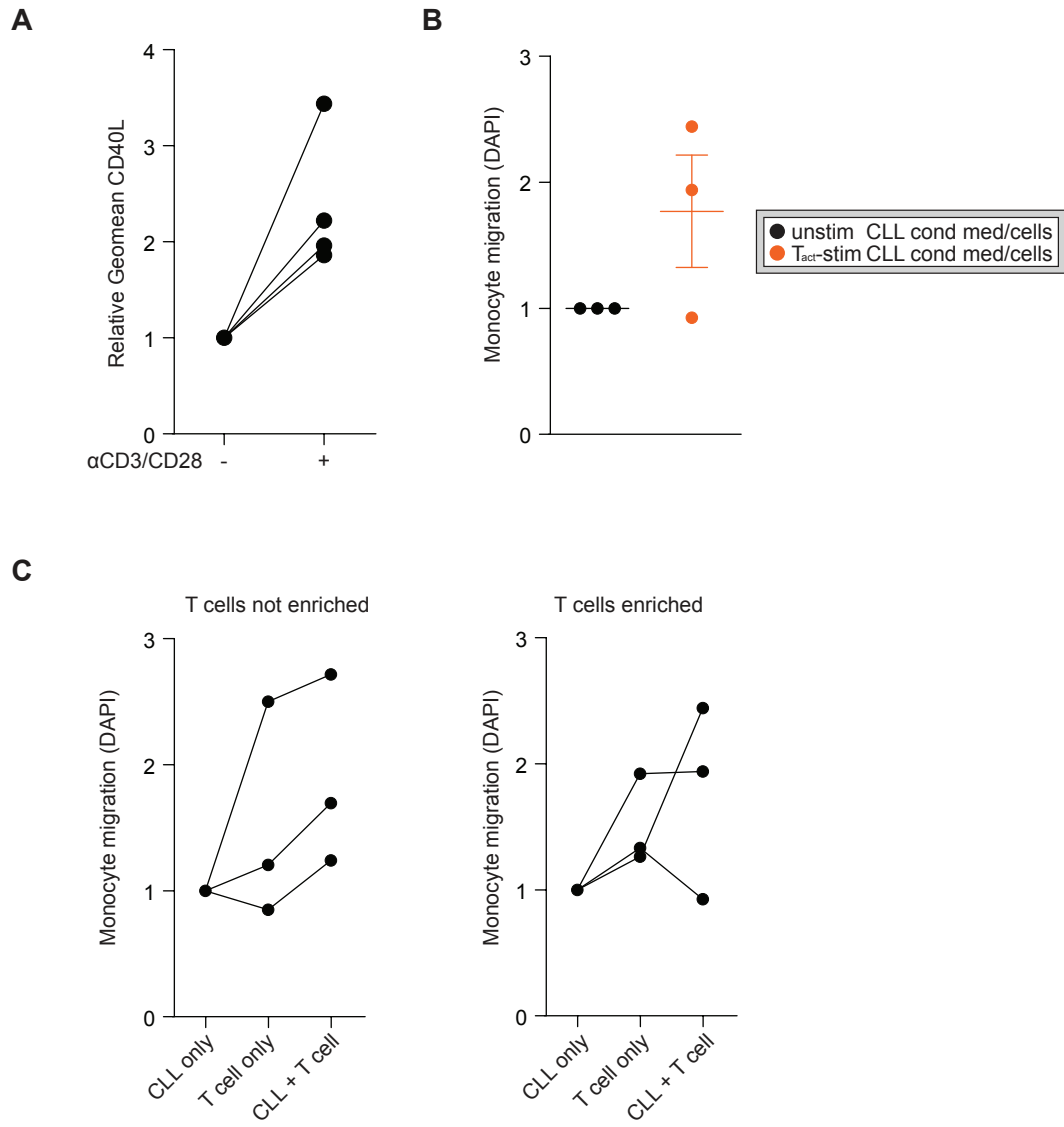 A
Relative Geomean CD40L
4
3
2
1
0
αCD3/CD28 - +
B
Monocyte migration (DAPI)
3
2
1
0
unstim CLL cond med/cells
Tact-stim CLL cond med/cells
C
T cells not enriched
Monocyte migration (DAPI)
3
2
1
0
CLL only
T cell only
CLL + T cell
T cells enriched
Monocyte migration (DAPI)
3
2
1
0
CLL only
T cell only
CLL + T cell